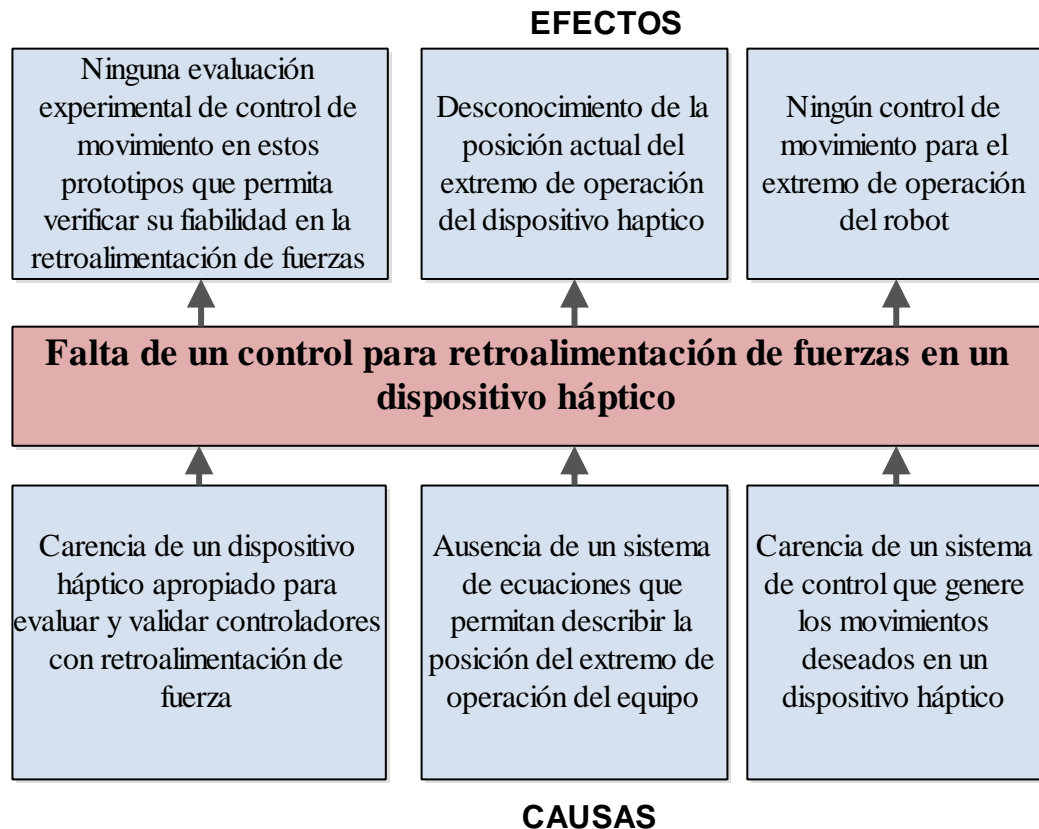 EFECTOS
Ninguna evaluación
experimental de control de
movimiento en estos
prototipos que permita
verificar su fiabilidad en la
retroalimentación de fuerzas
Desconocimiento de la
posición actual del
extremo de operación
del dispositivo haptico
Ningún control de
movimiento para el
extremo de operación
del robot
Falta de un control para retroalimentación de fuerzas en un
dispositivo háptico
Carencia de un dispositivo
háptico apropiado para
evaluar y validar controladores
con retroalimentación de
fuerza
Ausencia de un sistema
de ecuaciones que
permitan describir la
posición del extremo de
operación del equipo
Carencia de un sistema
de control que genere
los movimientos
deseados en un
dispositivo háptico
CAUSAS